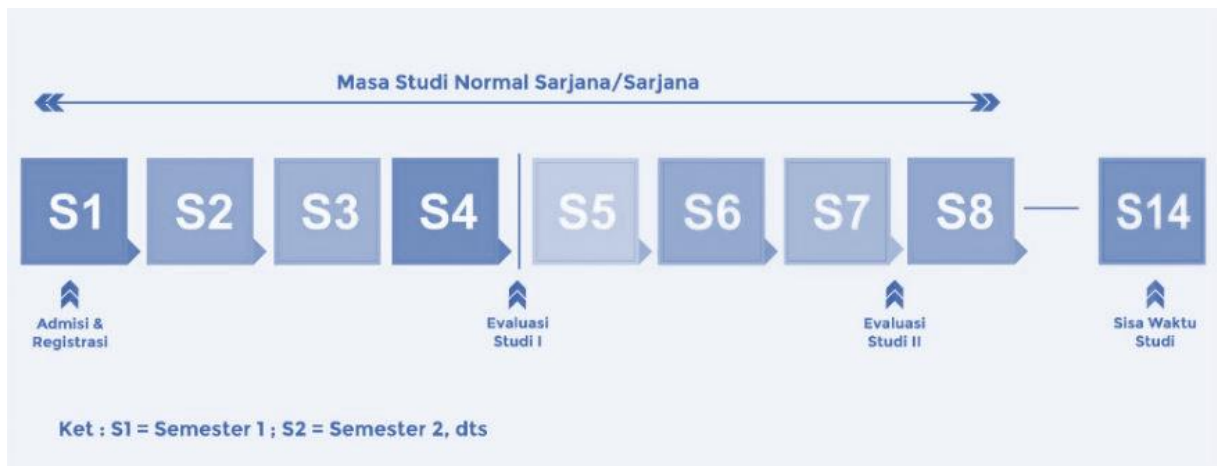 Masa Studi Normal Sarjana/Sarjana
S1 S2 S3 S4 S5 S6 S7 S8 S14
Admisi &
Registrasi
Evaluasi
Studi I
Evaluasi
Studi II
Sisa Waktu
Studi
Ket : S1 = Semester 1 ; S2 = Semester 2, dts